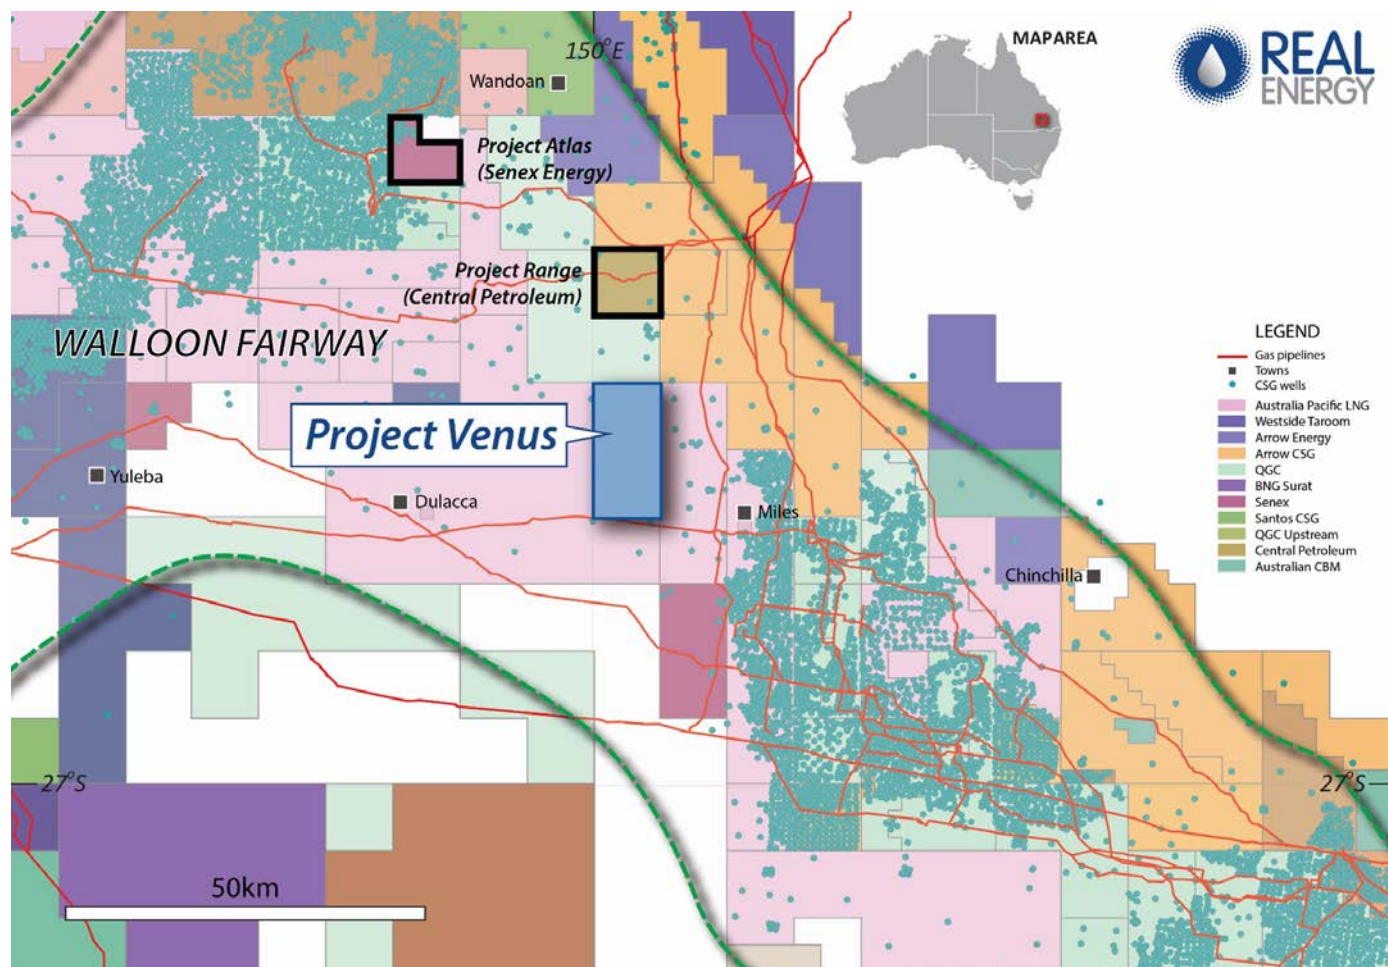 150°E
MAPAREA
REAL
ENERGY
Wandoan
Project Atlas
(Senex Energy)
Project Range
(Central Petroleum)
WALLOON FAIRWAY
LEGEND
Gas pipelines
Towns
CSG wells
Australia Pacific LNG
Westside Taroom
Arrow Energy
Arrow CSG
QGC
BNG Surat
Senex
Santos CSG
QGC Upstream
Central Petroleum
Australian CBM
Project Venus
Yuleba
Dulacca
Miles
Chinchilla
27°S
27°S
50km